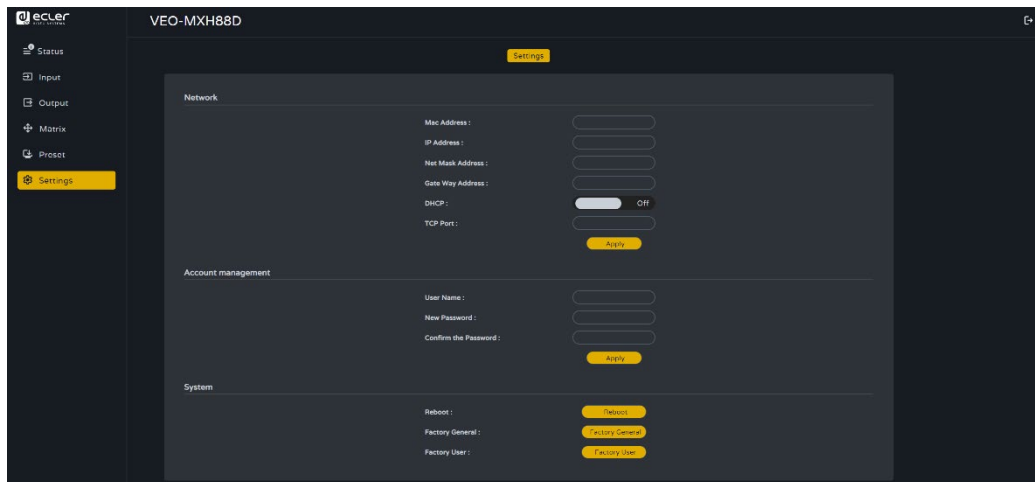 ecler
VEO-MXH88D
Status
Input
Output
Matrix
Preset
Settings
Settings
Network
Mac Address :
IP Address :
Net Mask Address :
Gate Way Address :
DHCP :
Off
TCP Port :
Apply
Account management
User Name :
New Password :
Confirm the Password :
Apply
System
Reboot :
Reboot
Factory General :
Factory General
Factory User :
Factory User